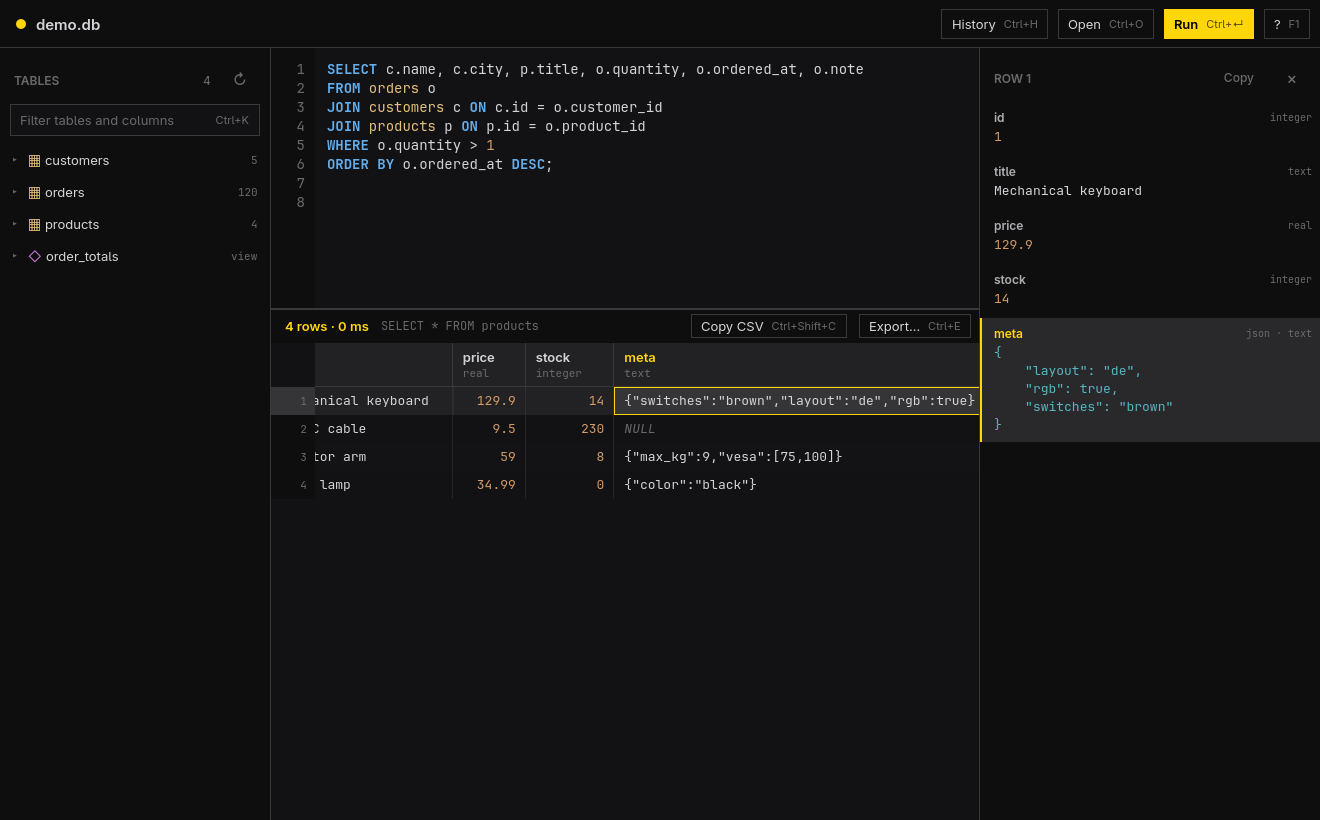 demo.db
History Ctrl+H Open Ctrl+O Run Ctrl+↵ ? F1
TABLES 4
Filter tables and columns Ctrl+K
▸ customers 5
▸ orders 120
▸ products 4
▸ order_totals view
1 SELECT c.name, c.city, p.title, o.quantity, o.ordered_at, o.note
2 FROM orders o
3 JOIN customers c ON c.id = o.customer_id
4 JOIN products p ON p.id = o.product_id
5 WHERE o.quantity > 1
6 ORDER BY o.ordered_at DESC;
7
8
4 rows · 0 ms SELECT * FROM products Copy CSV Ctrl+Shift+C Export... Ctrl+E
price stock meta
real integer text
1 anical keyboard 129.9 14 {"switches":"brown","layout":"de","rgb":true}
2 C cable 9.5 230 NULL
3 tor arm 59 8 {"max_kg":9,"vesa":[75,100]}
4 lamp 34.99 0 {"color":"black"}
ROW 1 Copy ×
id integer
1
title text
Mechanical keyboard
price real
129.9
stock integer
14
meta json · text
{
"layout": "de",
"rgb": true,
"switches": "brown"
}